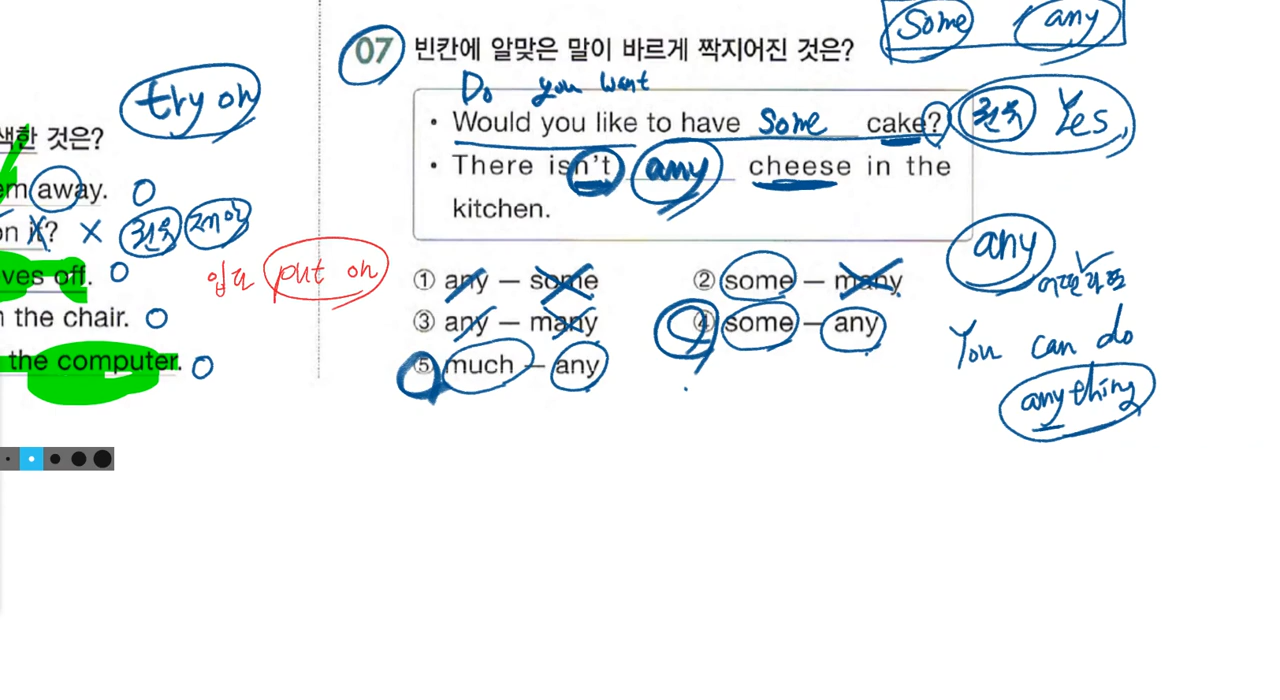 try on
색한 것은?
em away. O
on it? X 권유 제안
ves off. O
n the chair. O
the computer. O
입다 put on
Some any
07 빈칸에 알맞은 말이 바르게 짝지어진 것은?
Do you want
• Would you like to have some cake?
권유 Yes,
• There isn't any cheese in the
kitchen.
① any – some
② some – many
③ any – many
④ some – any
⑤ much – any
any
You can do
anything